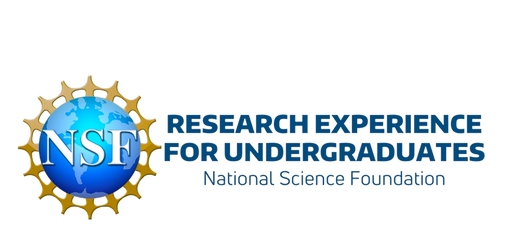 NSF
RESEARCH EXPERIENCE
FOR UNDERGRADUATES
National Science Foundation